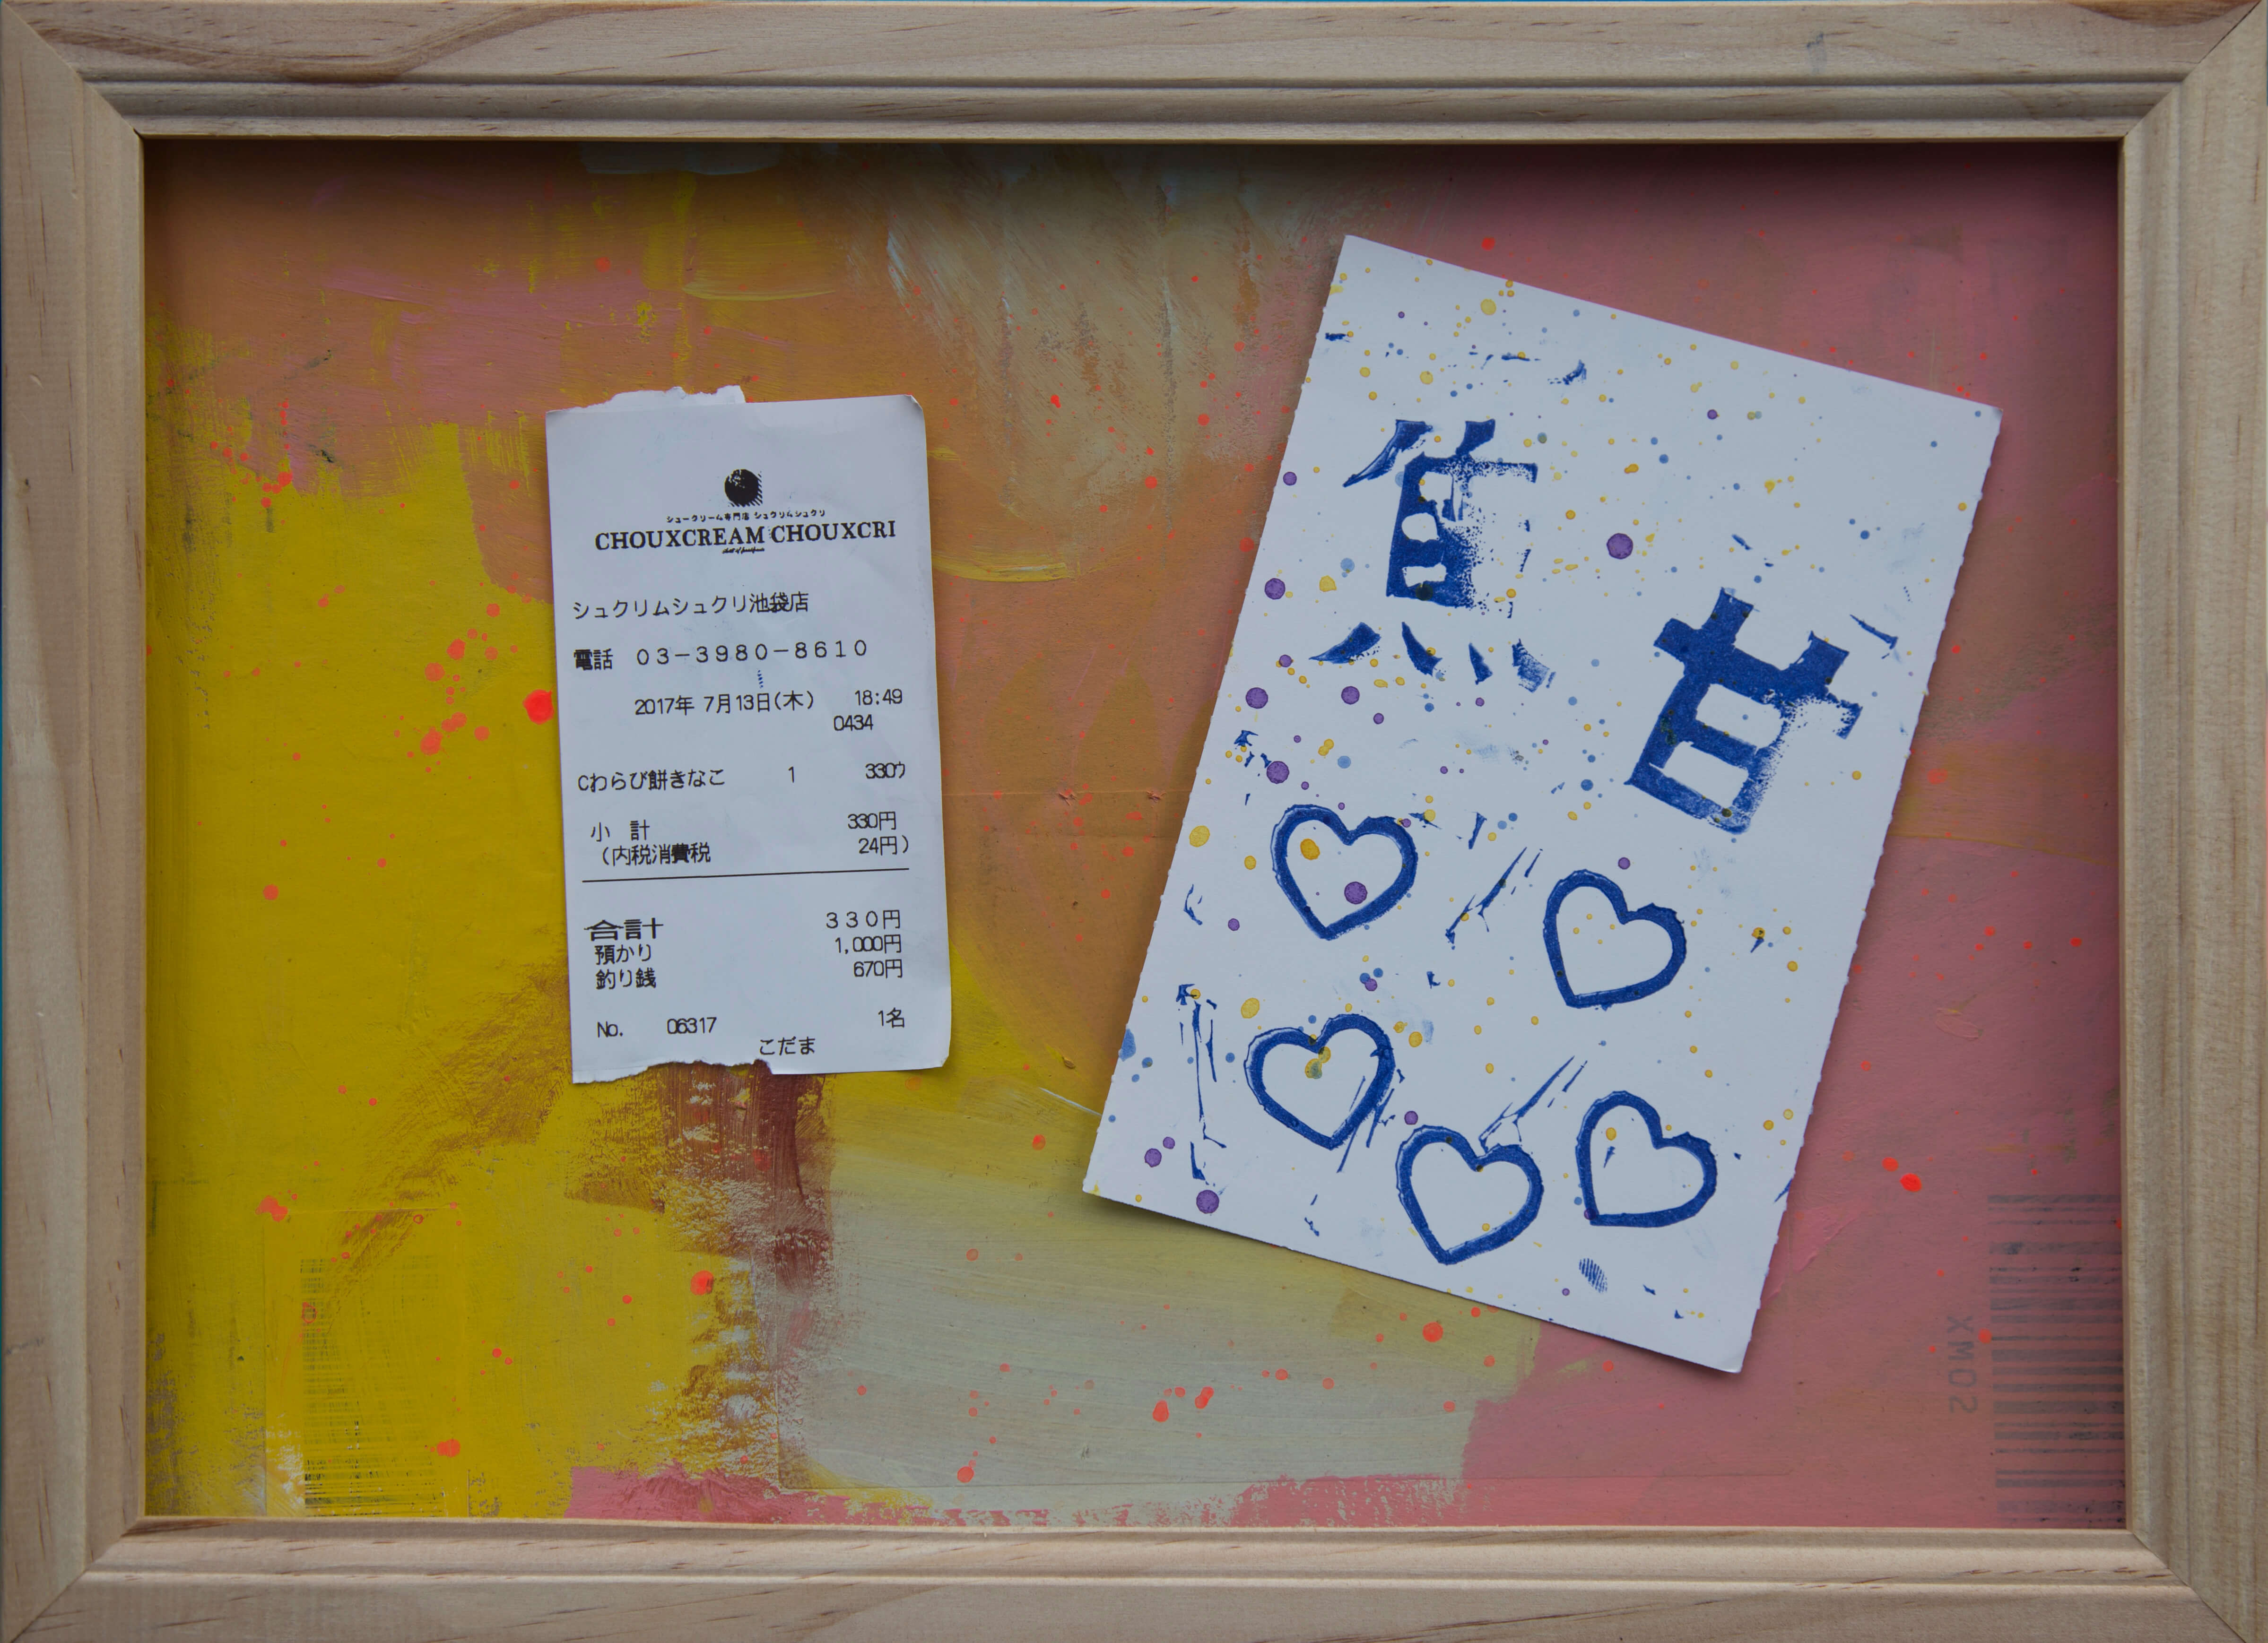 シュークリーム専門店 シュクリムシュクリ
CHOUXCREAM CHOUXCRI
シュクリムシュクリ池袋店
電話 03-3980-8610
2017年 7月13日(木) 18:49
0434
Cわらび餅きなこ 1 330ウ
小 計 330円
(内税消費税 24円)
合計 330円
預かり 1,000円
釣り銭 670円
No. 06317 1名
こだま
甘
XM02